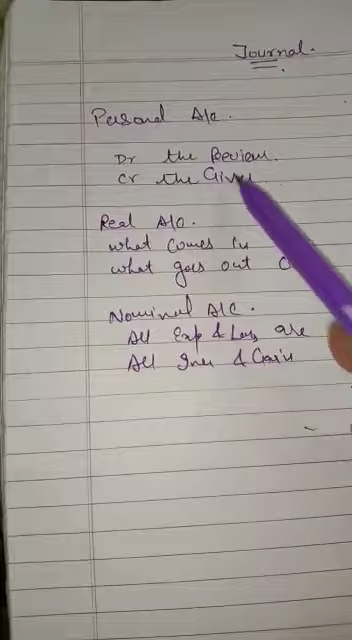 Journal.
Personal A/c.
Dr the Reciever.
Cr the Giver
Real A/c.
what comes in
what goes out
Nominal A/c.
All Exp & Loss are
All Inc & Gain